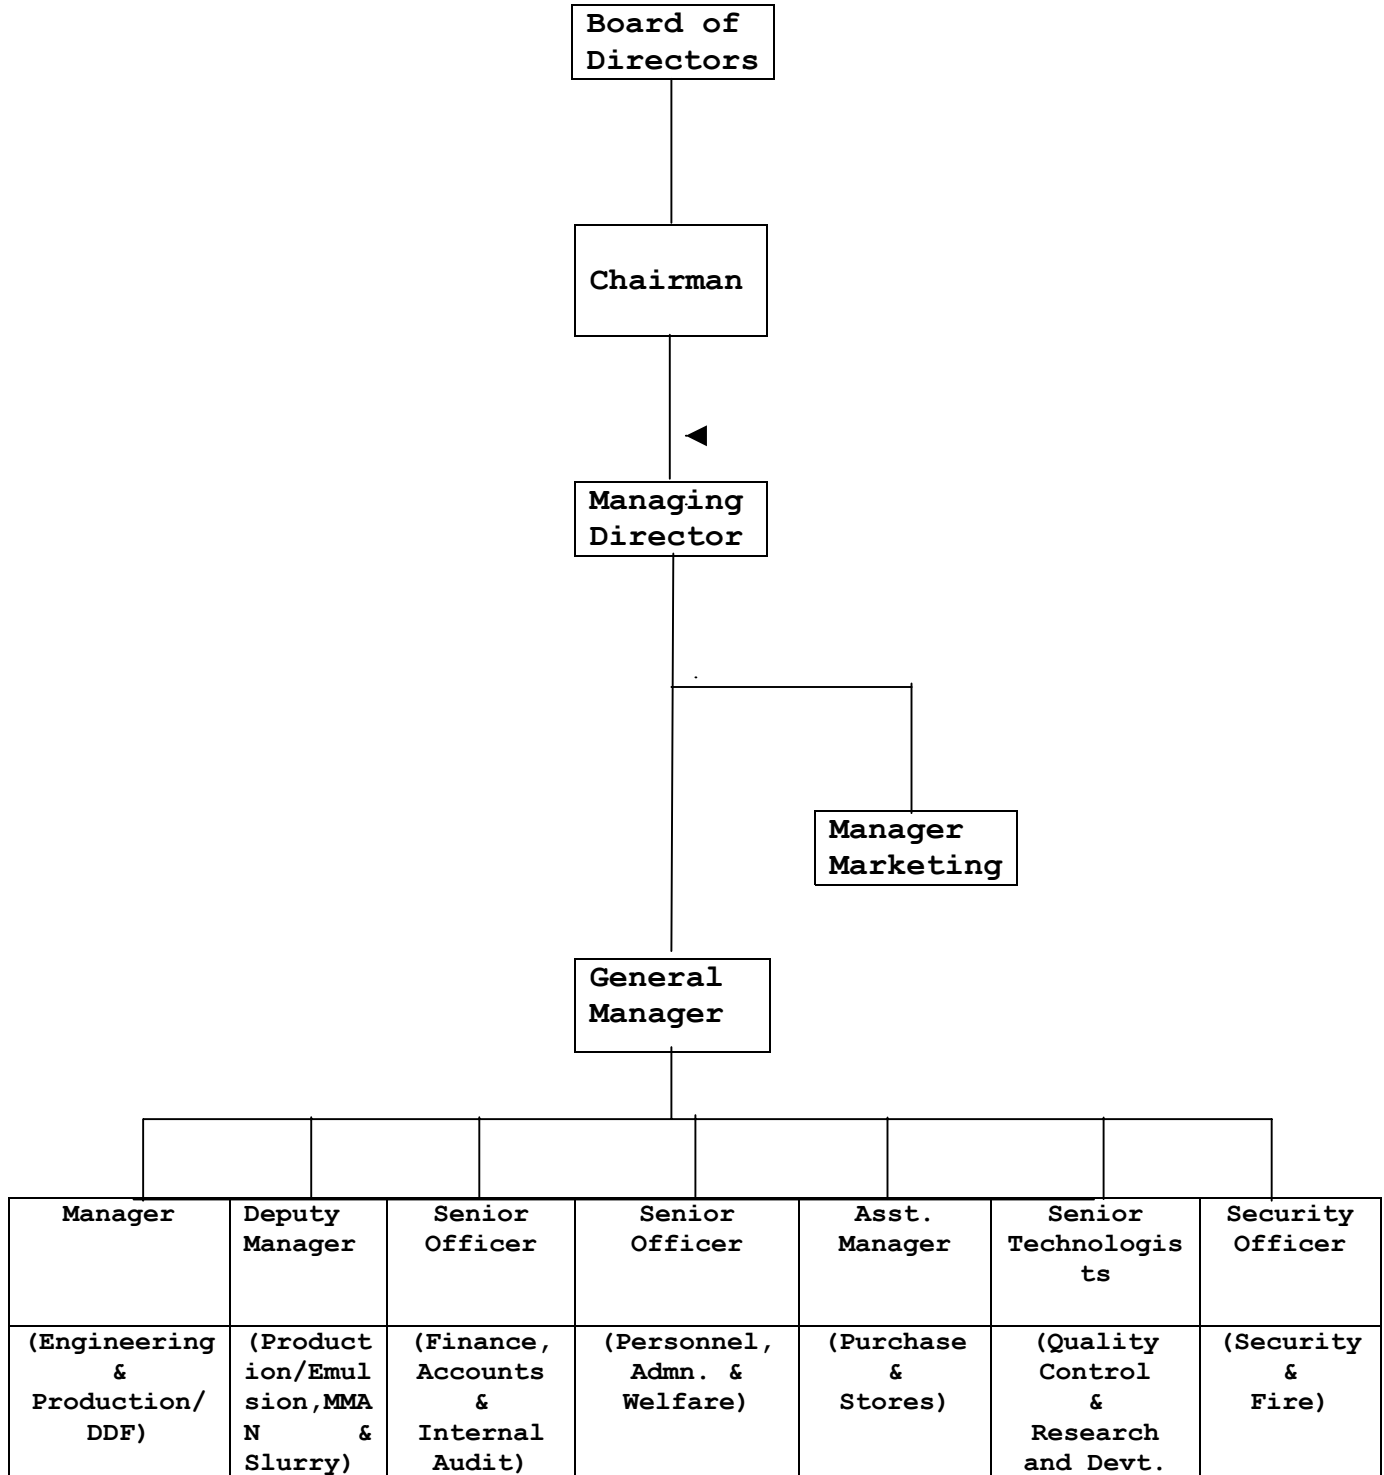 Board of
Directors
Chairman
Managing
Director
Manager
Marketing
General
Manager
Manager
Deputy
Manager
Senior
Officer
Senior
Officer
Asst.
Manager
Senior
Technologis
ts
Security
Officer
(Engineering
&
Production/
DDF)
(Product
ion/Emul
sion,MMA
N &
Slurry)
(Finance,
Accounts
&
Internal
Audit)
(Personnel,
Admn. &
Welfare)
(Purchase
&
Stores)
(Quality
Control
&
Research
and Devt.
(Security
&
Fire)